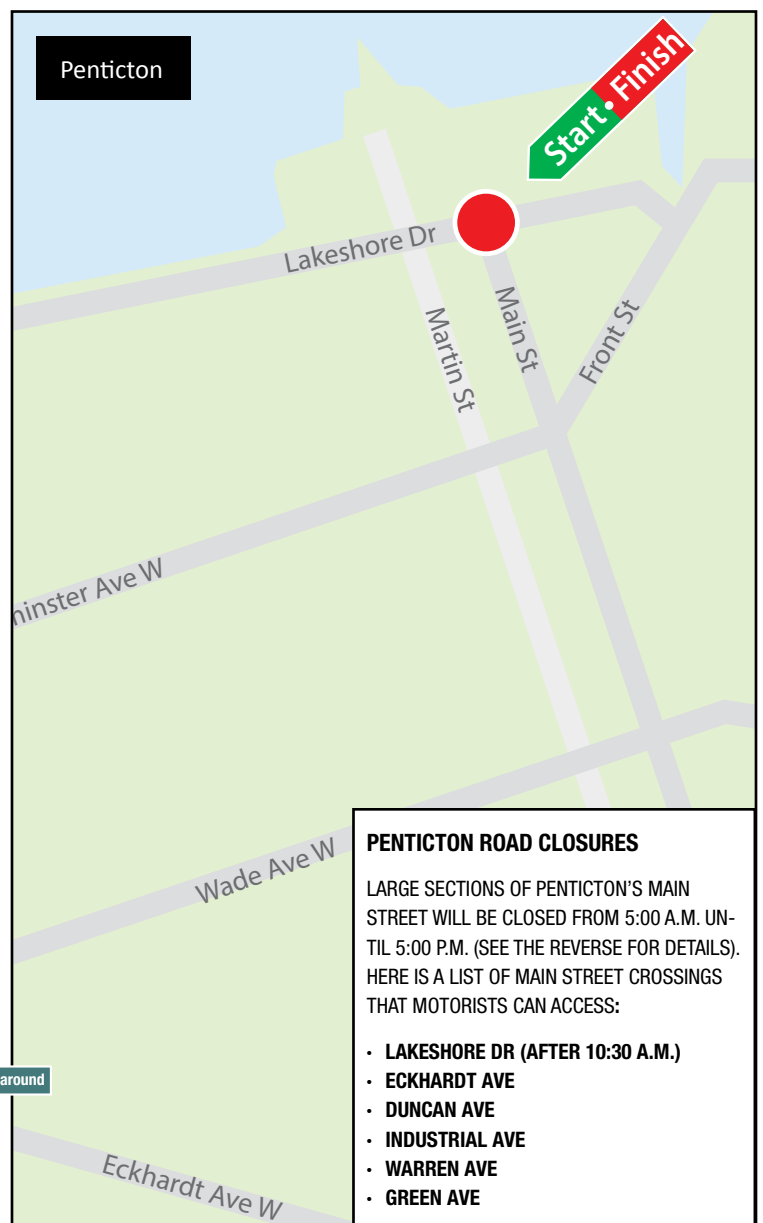 Penticton
Start • Finish
Lakeshore Dr
Martin St
Main St
Front St
minster Ave W
Wade Ave W
PENTICTON ROAD CLOSURES
LARGE SECTIONS OF PENTICTON’S MAIN
STREET WILL BE CLOSED FROM 5:00 A.M. UN-
TIL 5:00 P.M. (SEE THE REVERSE FOR DETAILS).
HERE IS A LIST OF MAIN STREET CROSSINGS
THAT MOTORISTS CAN ACCESS:
• LAKESHORE DR (AFTER 10:30 A.M.)
• ECKHARDT AVE
• DUNCAN AVE
• INDUSTRIAL AVE
• WARREN AVE
• GREEN AVE
around
Eckhardt Ave W